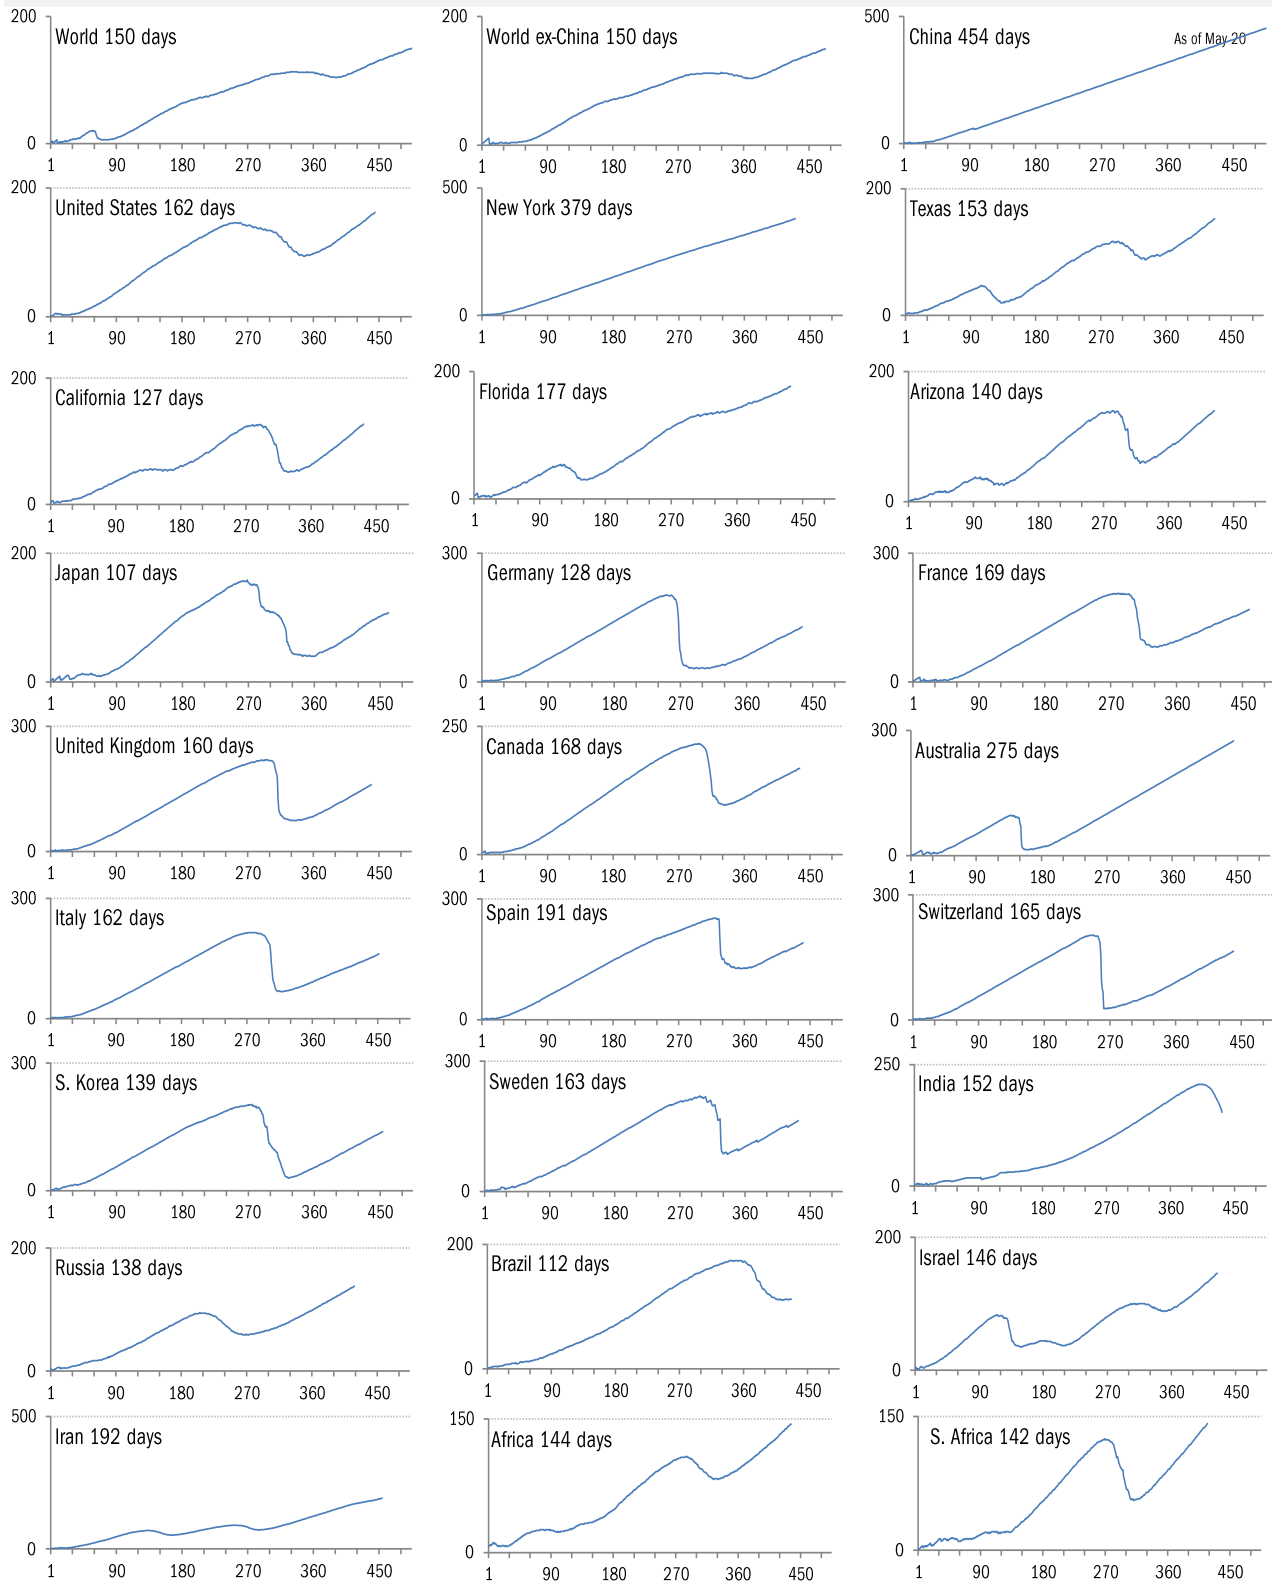 200 200 500
World 150 days World ex-China 150 days China 454 days As of May 20
0 0 0
1 90 180 270 360 450 1 90 180 270 360 450 1 90 180 270 360 450
200 500 200
United States 162 days New York 379 days Texas 153 days
0 0 0
1 90 180 270 360 450 1 90 180 270 360 450 1 90 180 270 360 450
200 200 200
California 127 days Florida 177 days Arizona 140 days
0 0 0
1 90 180 270 360 450 1 90 180 270 360 450 1 90 180 270 360 450
200 300 300
Japan 107 days Germany 128 days France 169 days
0 0 0
1 90 180 270 360 450 1 90 180 270 360 450 1 90 180 270 360 450
300 250 300
United Kingdom 160 days Canada 168 days Australia 275 days
0 0 0
1 90 180 270 360 450 1 90 180 270 360 450 1 90 180 270 360 450
300 300 300
Italy 162 days Spain 191 days Switzerland 165 days
0 0 0
1 90 180 270 360 450 1 90 180 270 360 450 1 90 180 270 360 450
300 300 250
S. Korea 139 days Sweden 163 days India 152 days
0 0 0
1 90 180 270 360 450 1 90 180 270 360 450 1 90 180 270 360 450
200 200 200
Russia 138 days Brazil 112 days Israel 146 days
0 0 0
1 90 180 270 360 450 1 90 180 270 360 450 1 90 180 270 360 450
500 150 150
Iran 192 days Africa 144 days S. Africa 142 days
0 0 0
1 90 180 270 360 450 1 90 180 270 360 450 1 90 180 270 360 450